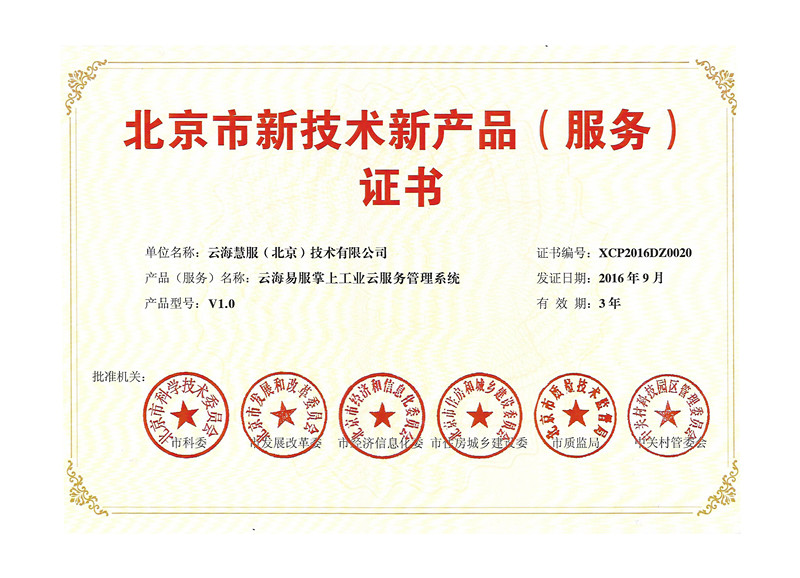 北京市新技术新产品（服务）
证书
单位名称：云海慧服（北京）技术有限公司
证书编号：XCP2016DZ0020
产品（服务）名称：云海易服掌上工业云服务管理系统
发证日期：2016 年 9 月
产品型号：V1.0
有 效 期：3 年
批准机关：
北京市科学技术委员会
北京市发展和改革委员会
北京市经济和信息化委员会
北京市住房和城乡建设委员会
北京市质量技术监督局
中关村科技园区管理委员会
市科委
市发展改革委
市经济信息化委
市住房城乡建设委
市质监局
中关村管委会